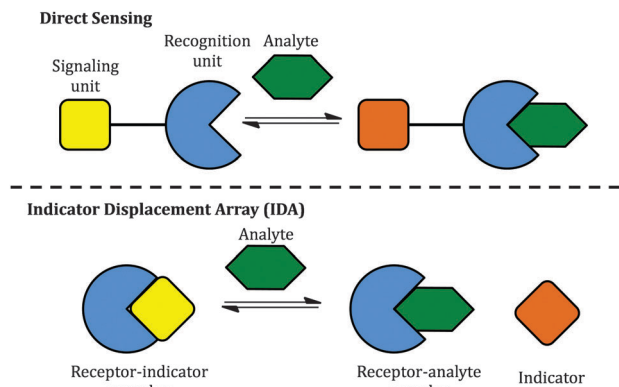 Direct Sensing
Signaling
unit
Recognition
unit
Analyte
Indicator Displacement Array (IDA)
Analyte
Receptor-indicator
Receptor-analyte
Indicator